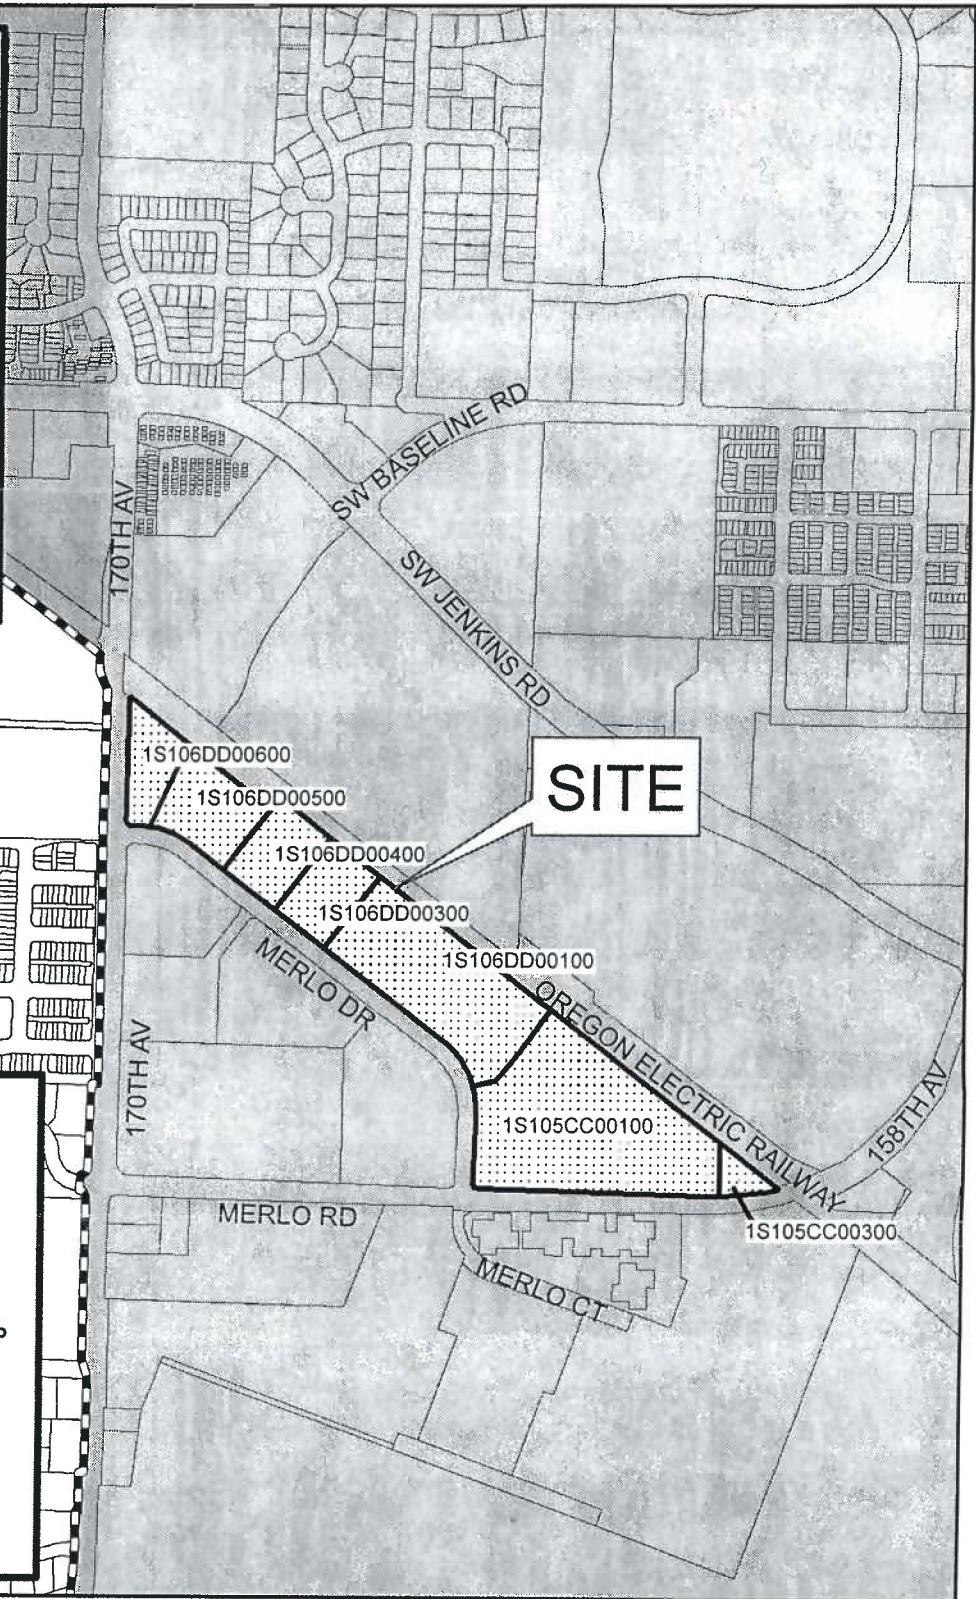 SW BASELINE RD
170TH AV
SW JENKINS RD
1S106DD00600
SITE
1S106DD00500
1S106DD00400
1S106DD00300
1S106DD00100
MERLO DR
OREGON ELECTRIC RAILWAY
170TH AV
158TH AV
1S105CC00100
MERLO RD
1S105CC00300
MERLO CT